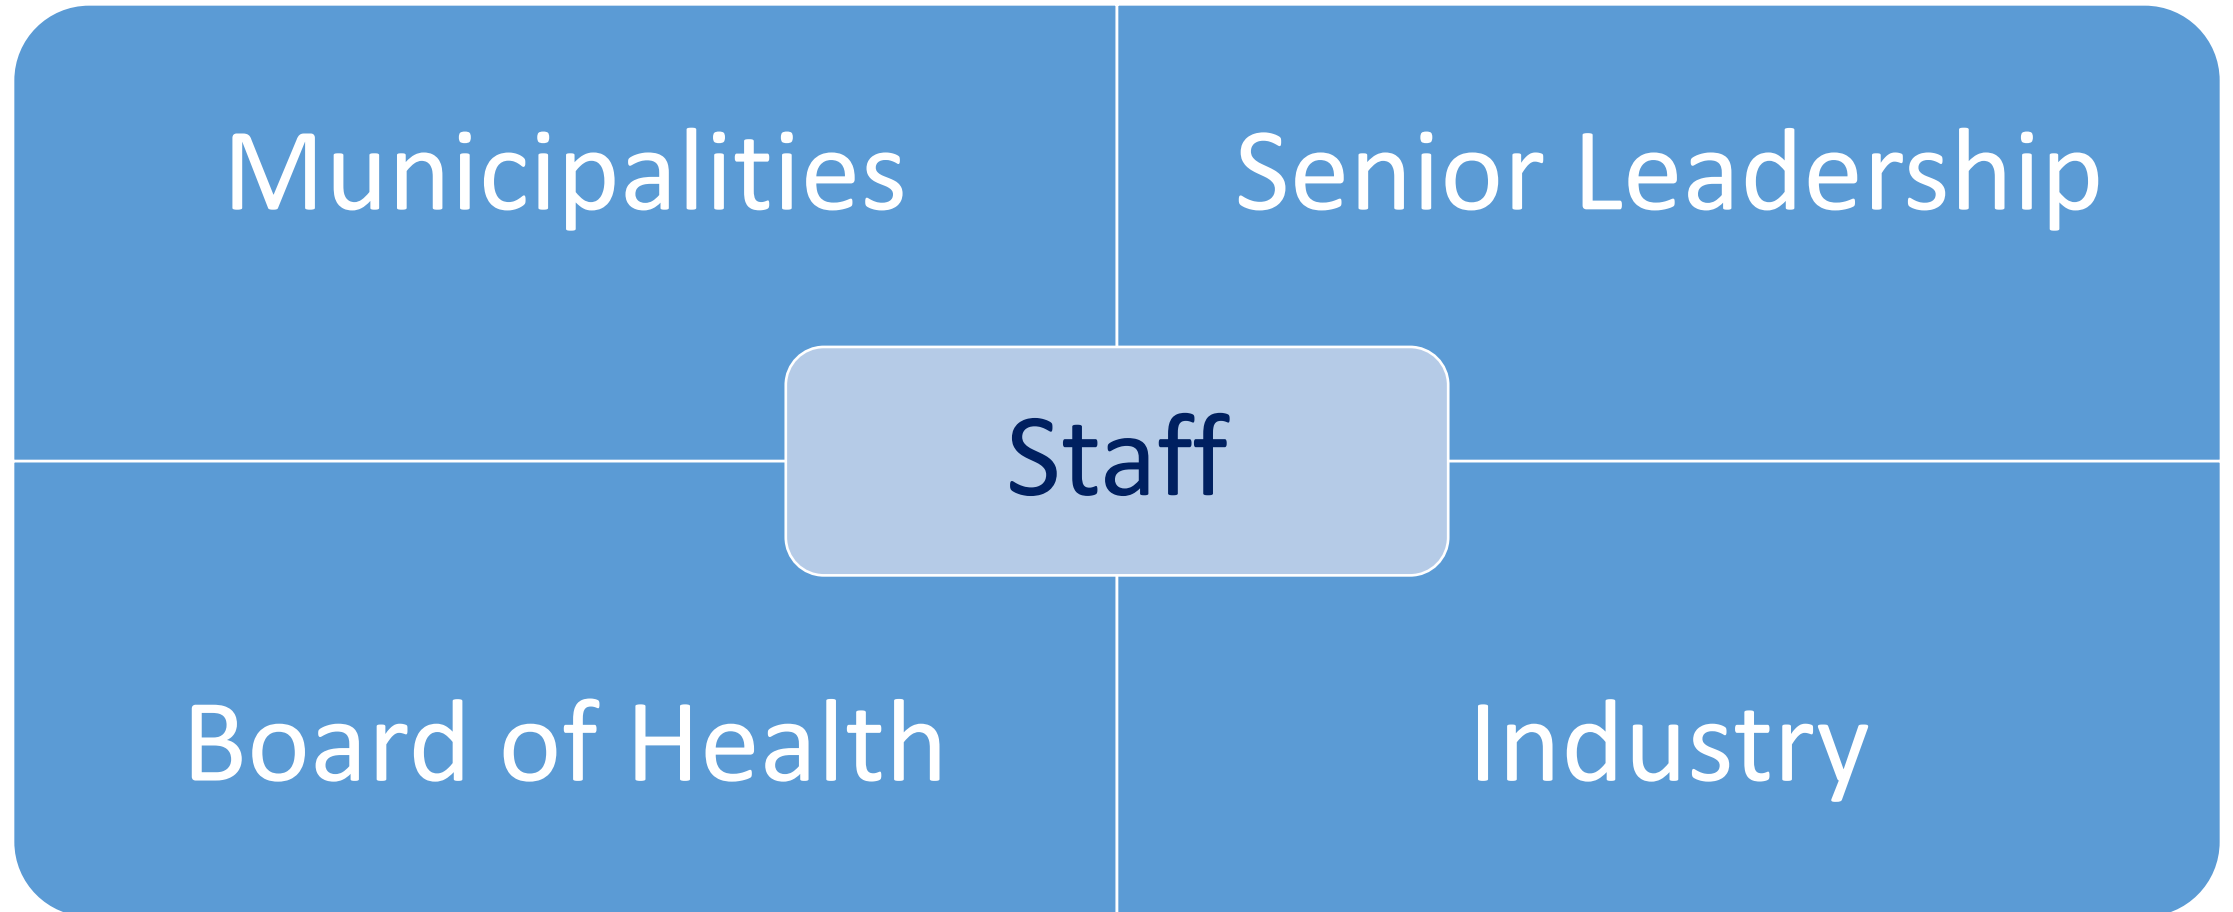 Municipalities
Senior Leadership
Staff
Board of Health
Industry